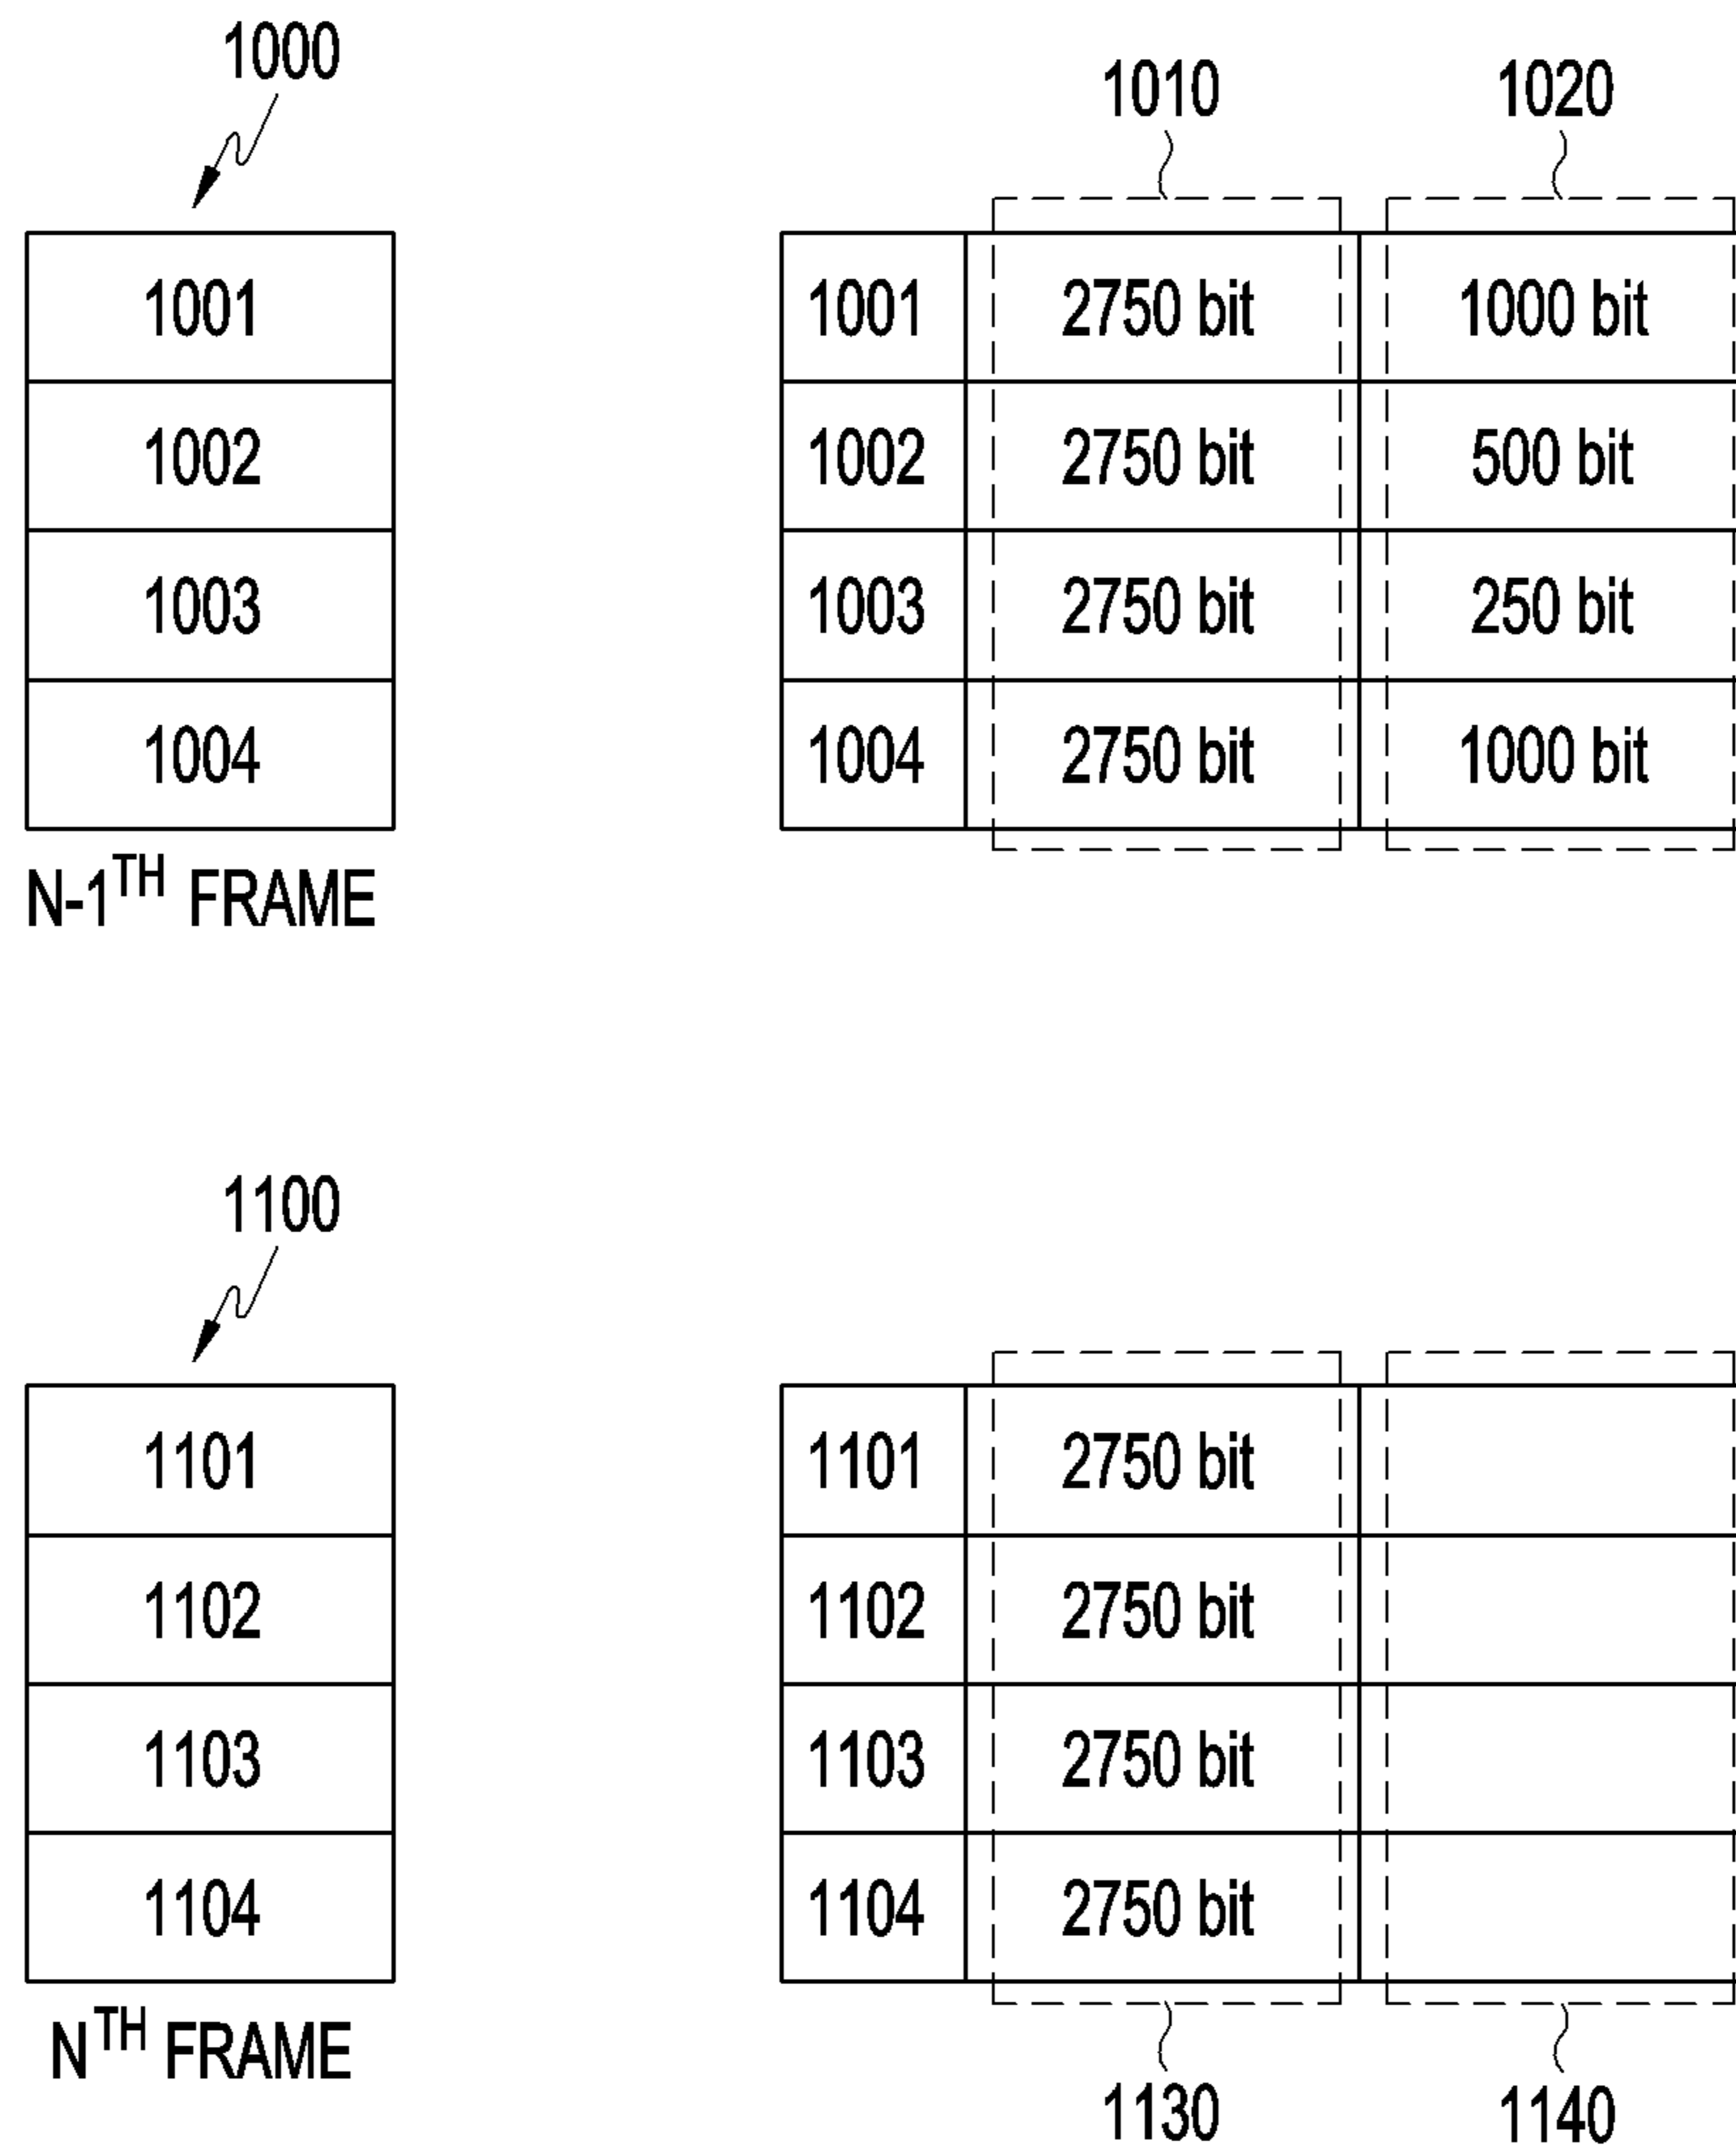 1000
1010 1020
1001
1002
1003
1004
N-1TH FRAME
1001 2750 bit 1000 bit
1002 2750 bit 500 bit
1003 2750 bit 250 bit
1004 2750 bit 1000 bit
1100
1101
1102
1103
1104
NTH FRAME
1101 2750 bit
1102 2750 bit
1103 2750 bit
1104 2750 bit
1130 1140